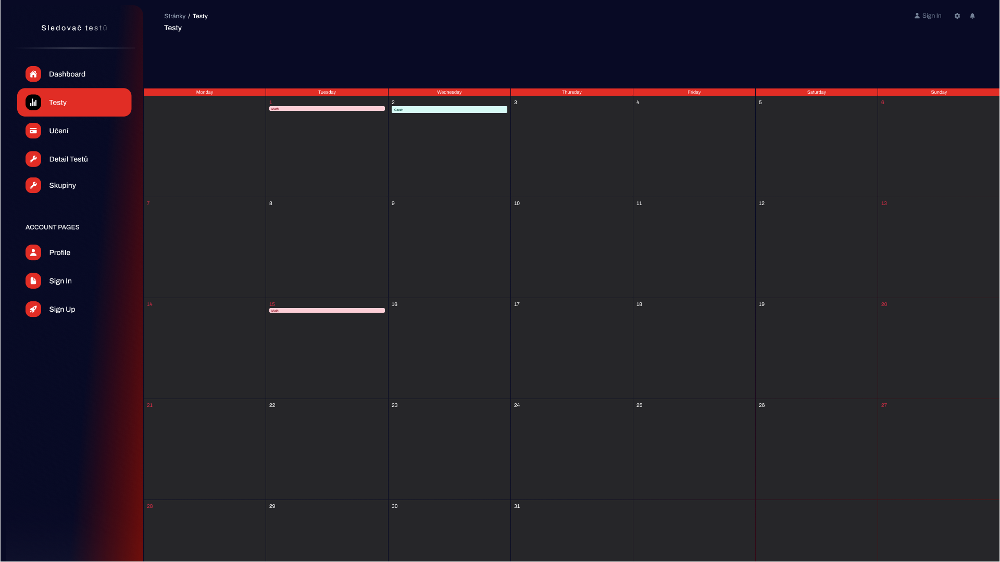 Sledovač testů
Dashboard
Testy
Učení
Detail Testů
Skupiny
ACCOUNT PAGES
Profile
Sign In
Sign Up
Stránky / Testy
Testy
Sign In
Monday Tuesday Wednesday Thursday Friday Saturday Sunday
1 2 3 4 5 6
Math Czech
7 8 9 10 11 12 13
14 15 16 17 18 19 20
Math
21 22 23 24 25 26 27
28 29 30 31